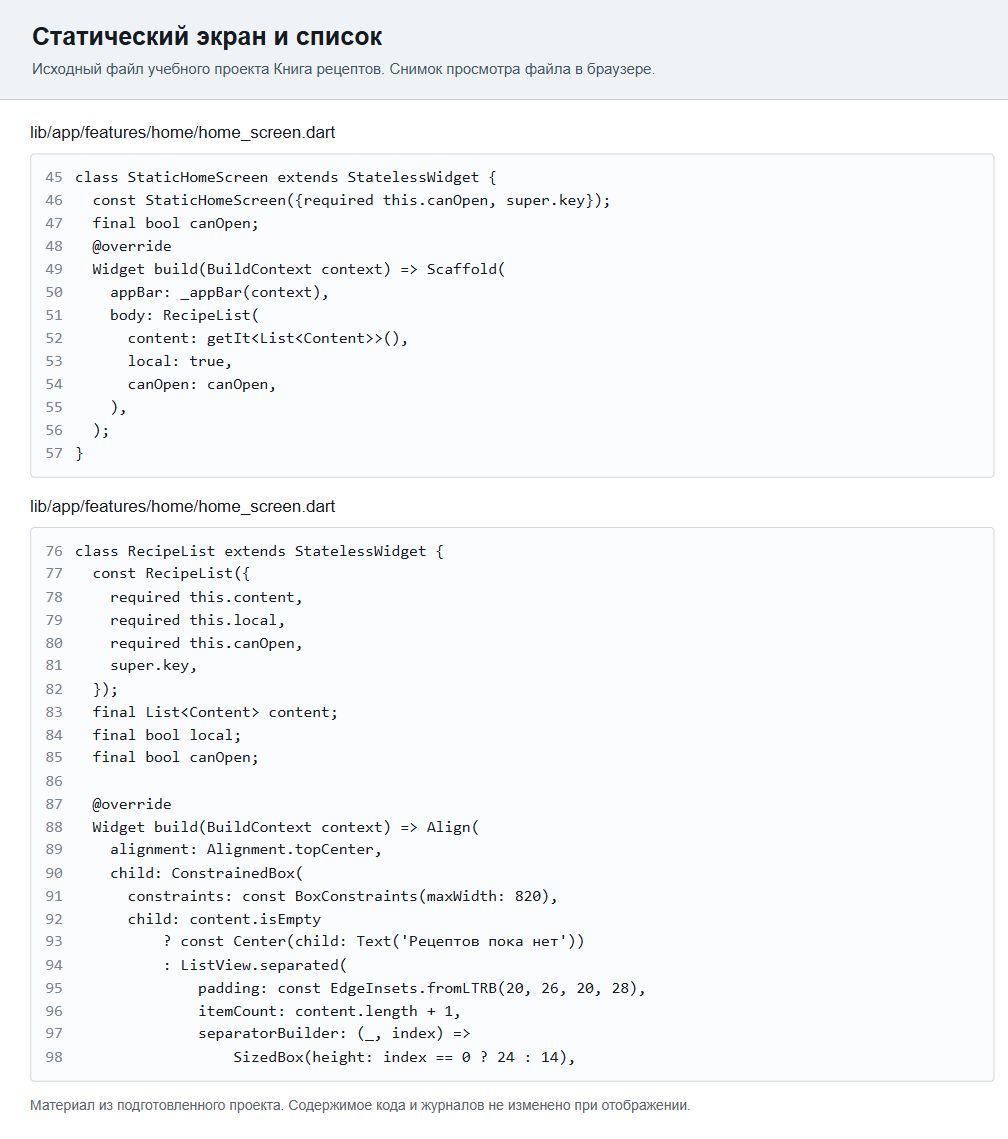 Статический экран и список
Исходный файл учебного проекта Книга рецептов. Снимок просмотра файла в браузере.
lib/app/features/home/home_screen.dart
45 class StaticHomeScreen extends StatelessWidget {
46   const StaticHomeScreen({required this.canOpen, super.key});
47   final bool canOpen;
48   @override
49   Widget build(BuildContext context) => Scaffold(
50     appBar: _appBar(context),
51     body: RecipeList(
52       content: getIt<List<Content>>(),
53       local: true,
54       canOpen: canOpen,
55     ),
56   );
57 }
lib/app/features/home/home_screen.dart
76 class RecipeList extends StatelessWidget {
77   const RecipeList({
78     required this.content,
79     required this.local,
80     required this.canOpen,
81     super.key,
82   });
83   final List<Content> content;
84   final bool local;
85   final bool canOpen;
86
87   @override
88   Widget build(BuildContext context) => Align(
89     alignment: Alignment.topCenter,
90     child: ConstrainedBox(
91       constraints: const BoxConstraints(maxWidth: 820),
92       child: content.isEmpty
93           ? const Center(child: Text('Рецептов пока нет'))
94           : ListView.separated(
95               padding: const EdgeInsets.fromLTRB(20, 26, 20, 28),
96               itemCount: content.length + 1,
97               separatorBuilder: (_, index) =>
98                   SizedBox(height: index == 0 ? 24 : 14),
Материал из подготовленного проекта. Содержимое кода и журналов не изменено при отображении.